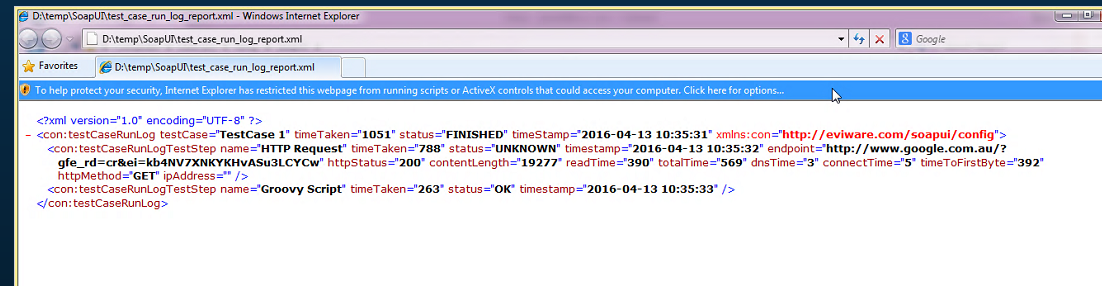 D:\temp\SoapUI\test_case_run_log_report.xml - Windows Internet Explorer
D:\temp\SoapUI\test_case_run_log_report.xml
Google
Favorites
D:\temp\SoapUI\test_case_run_log_report.xml
To help protect your security, Internet Explorer has restricted this webpage from running scripts or ActiveX controls that could access your computer. Click here for options...
<?xml version="1.0" encoding="UTF-8" ?>
- <con:testCaseRunLog testCase="TestCase 1" timeTaken="1051" status="FINISHED" timeStamp="2016-04-13 10:35:31" xmlns:con="http://eviware.com/soapui/config">
<con:testCaseRunLogTestStep name="HTTP Request" timeTaken="788" status="UNKNOWN" timestamp="2016-04-13 10:35:32" endpoint="http://www.google.com.au/?
gfe_rd=cr&ei=kb4NV7XNKYKHvASu3LCYCw" httpStatus="200" contentLength="19277" readTime="390" totalTime="569" dnsTime="3" connectTime="5" timeToFirstByte="392"
httpMethod="GET" ipAddress="" />
<con:testCaseRunLogTestStep name="Groovy Script" timeTaken="263" status="OK" timestamp="2016-04-13 10:35:33" />
</con:testCaseRunLog>